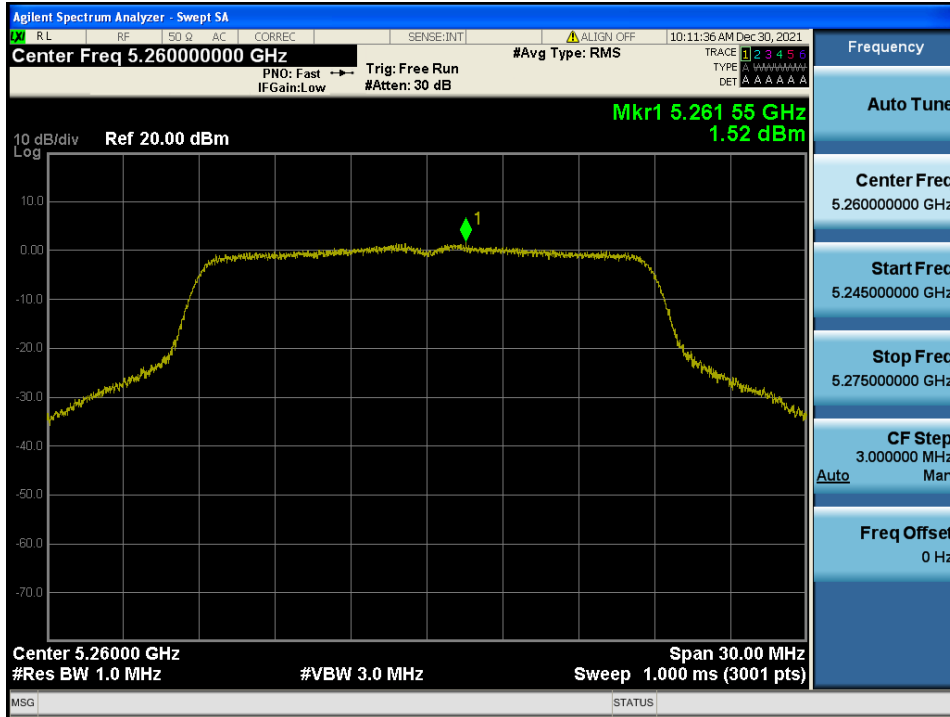 Agilent Spectrum Analyzer - Swept SA
LXI RL RF 50 Ω AC CORREC SENSE:INT ALIGN OFF 10:11:36 AM Dec 30, 2021
Center Freq 5.260000000 GHz
PNO: Fast
IFGain:Low
Trig: Free Run
#Atten: 30 dB
#Avg Type: RMS
TRACE 1 2 3 4 5 6
TYPE A WWWWW
DET A A A A A A
Mkr1 5.261 55 GHz
1.52 dBm
10 dB/div
Log
Ref 20.00 dBm
10.0
0.00
-10.0
-20.0
-30.0
-40.0
-50.0
-60.0
-70.0
1
Center 5.26000 GHz
Span 30.00 MHz
#Res BW 1.0 MHz
#VBW 3.0 MHz
Sweep 1.000 ms (3001 pts)
MSG
STATUS
Frequency
Auto Tune
Center Freq
5.260000000 GHz
Start Freq
5.245000000 GHz
Stop Freq
5.275000000 GHz
CF Step
3.000000 MHz
Auto Man
Freq Offset
0 Hz